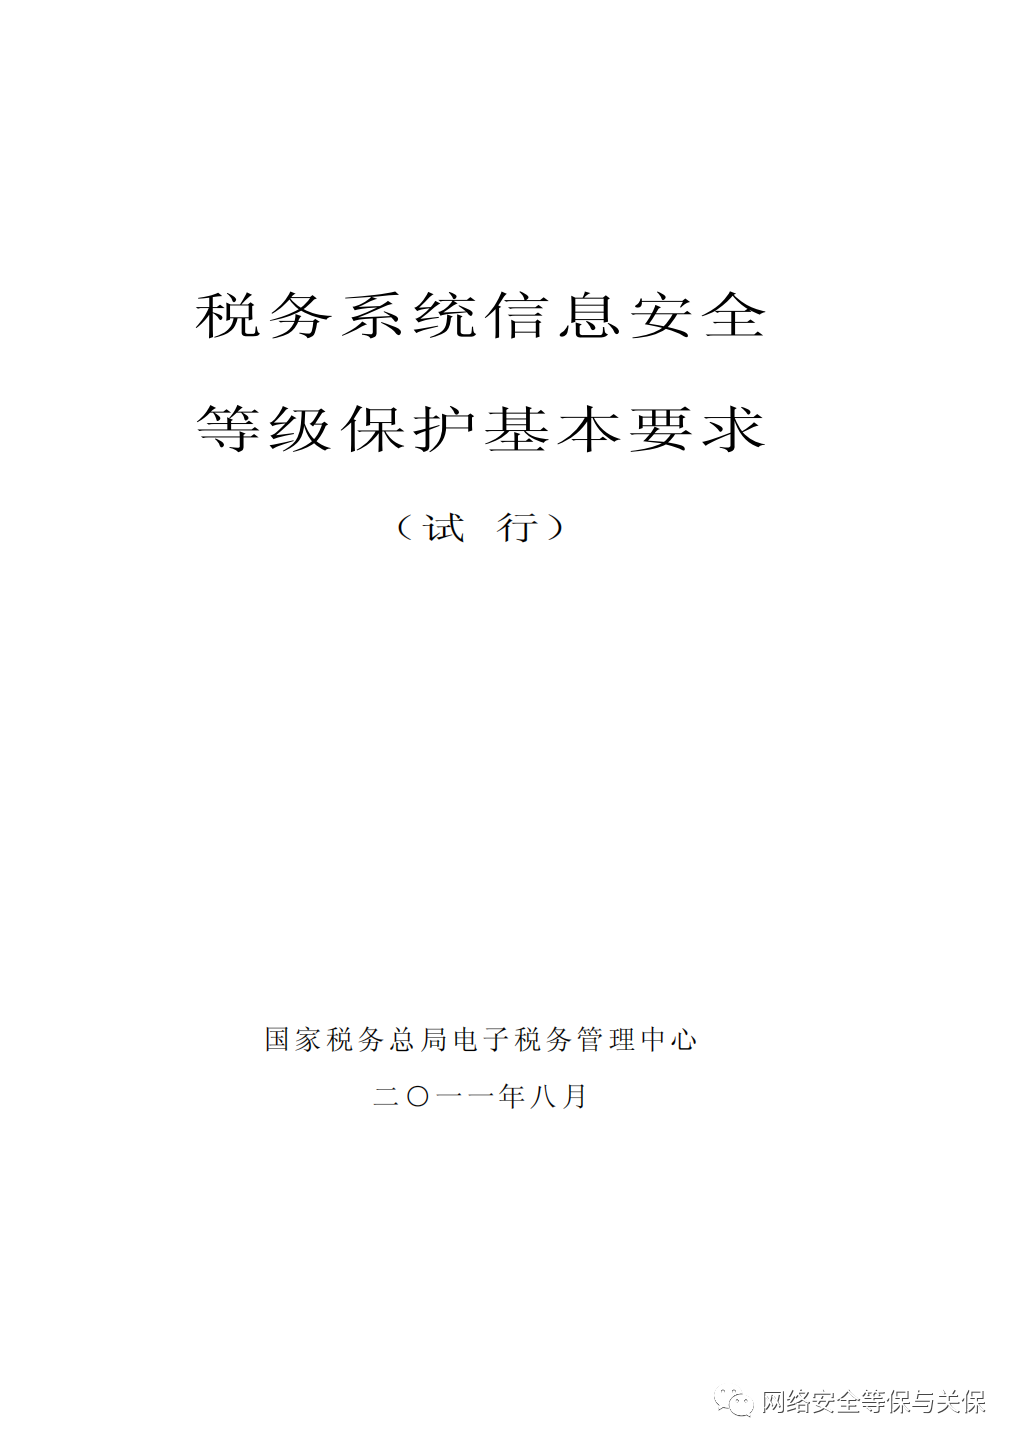 税务系统信息安全
等级保护基本要求
（试 行）
国家税务总局电子税务管理中心
二〇一一年八月
网络安全等保与关保